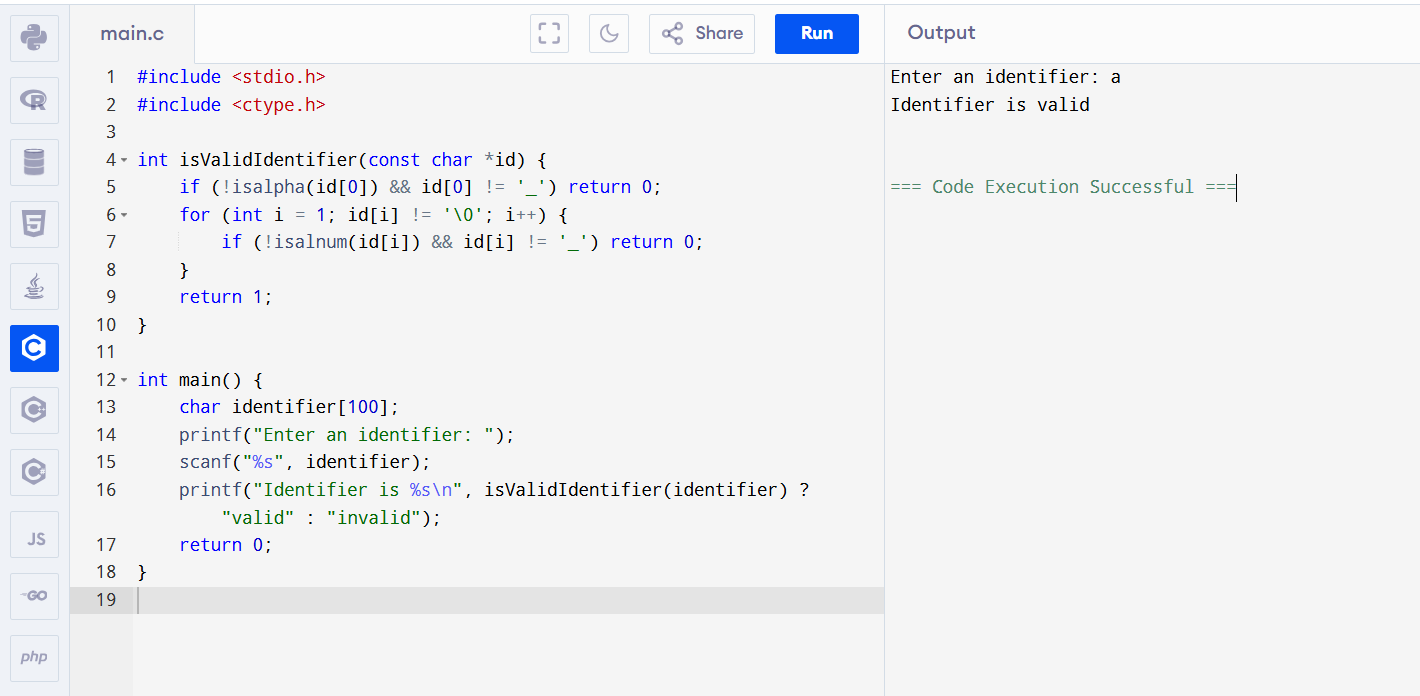 main.c
Share
Run
Output
1 #include <stdio.h>
2 #include <ctype.h>
3
4 int isValidIdentifier(const char *id) {
5     if (!isalpha(id[0]) && id[0] != '_') return 0;
6     for (int i = 1; id[i] != '\0'; i++) {
7         if (!isalnum(id[i]) && id[i] != '_') return 0;
8     }
9     return 1;
10 }
11
12 int main() {
13     char identifier[100];
14     printf("Enter an identifier: ");
15     scanf("%s", identifier);
16     printf("Identifier is %s\n", isValidIdentifier(identifier) ?
        "valid" : "invalid");
17     return 0;
18 }
19
Enter an identifier: a
Identifier is valid
=== Code Execution Successful ===
R
5
C
C++
C#
JS
GO
php